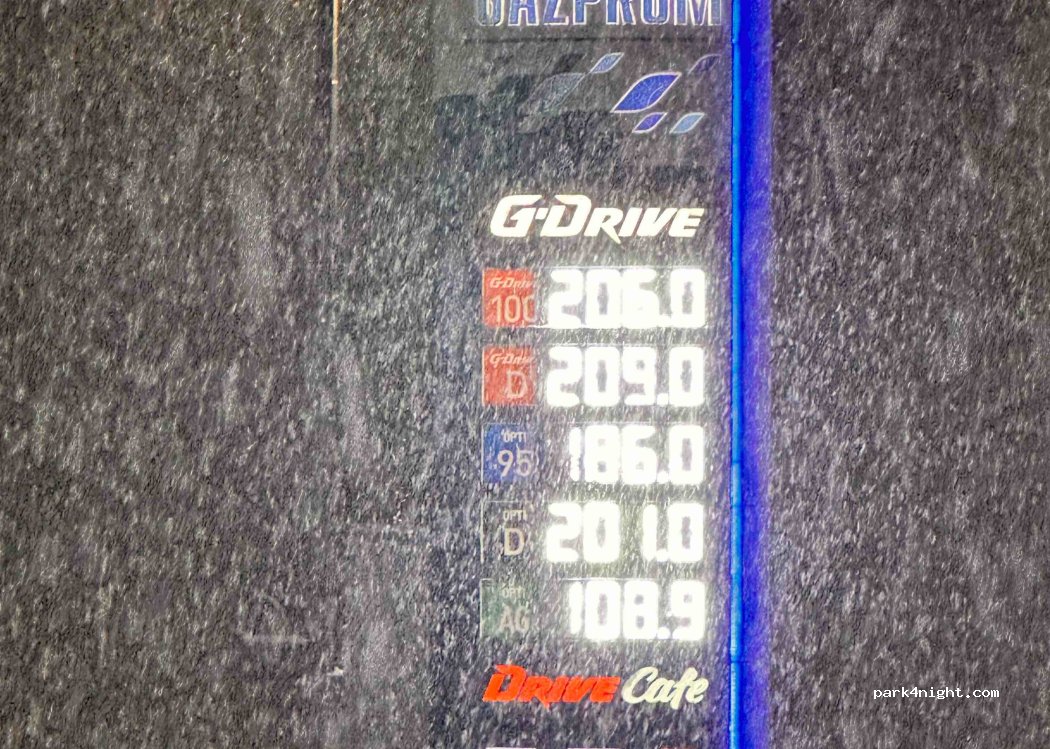 GAZPROM
G-DRIVE
G-Drive
100 206.0
G-Drive
D 209.0
OPTI
95 186.0
OPTI
D 201.0
OPTI
AG 108.9
DRIVE Cafe
park4night.com